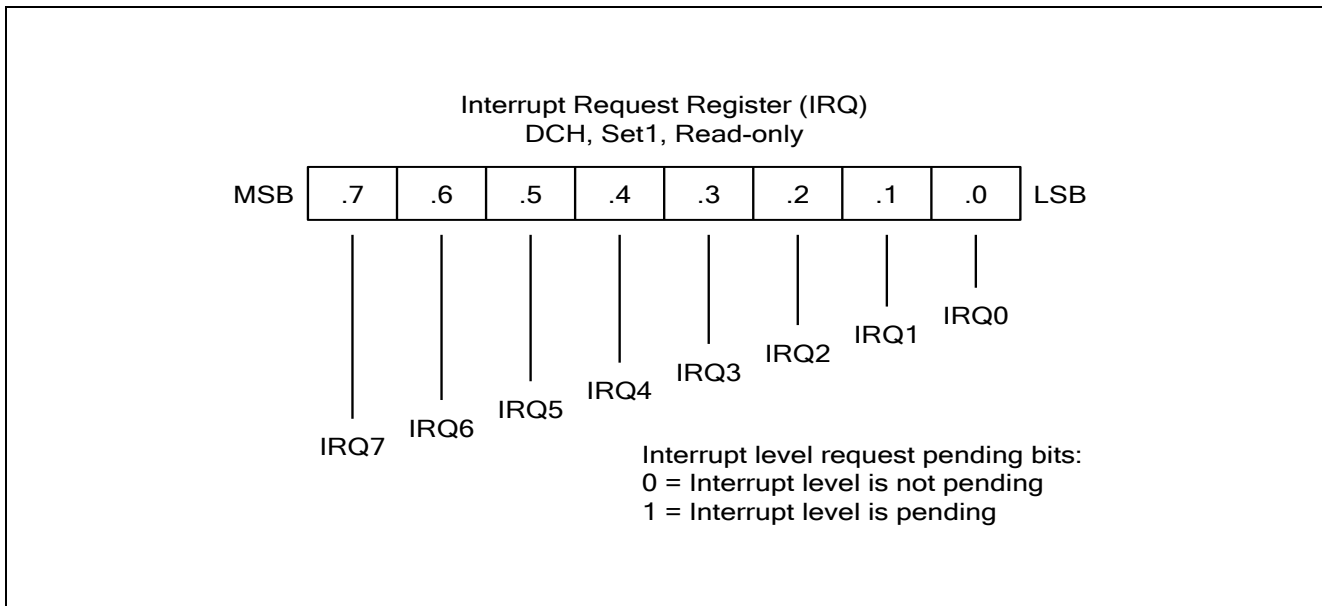 Interrupt Request Register (IRQ)
DCH, Set1, Read-only
MSB .7 .6 .5 .4 .3 .2 .1 .0 LSB
IRQ7 IRQ6 IRQ5 IRQ4 IRQ3 IRQ2 IRQ1 IRQ0
Interrupt level request pending bits:
0 = Interrupt level is not pending
1 = Interrupt level is pending